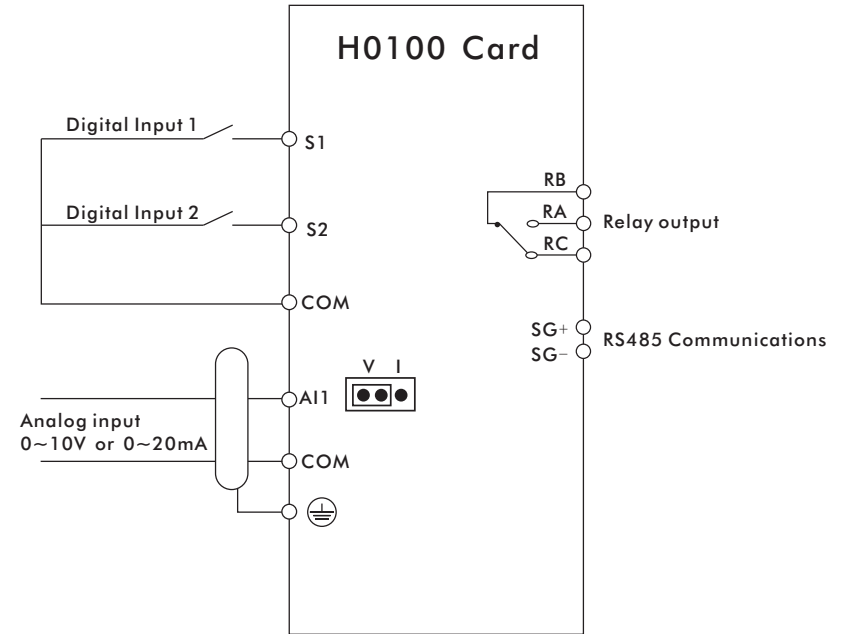 H0100 Card
Digital Input 1
S1
Digital Input 2
S2
COM
RB
RA
RC
Relay output
SG+
SG−
RS485 Communications
V I
AI1
Analog input
0~10V or 0~20mA
COM